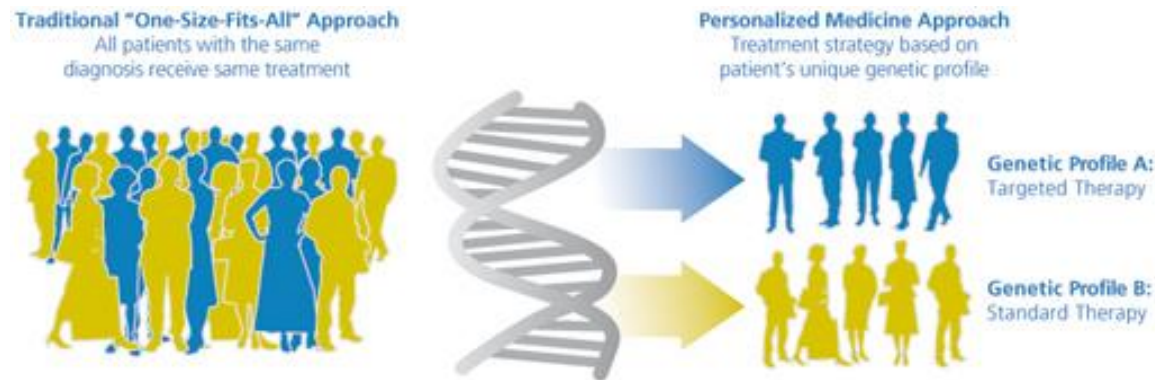 Traditional "One-Size-Fits-All" Approach
All patients with the same
diagnosis receive same treatment
Personalized Medicine Approach
Treatment strategy based on
patient's unique genetic profile
Genetic Profile A:
Targeted Therapy
Genetic Profile B:
Standard Therapy